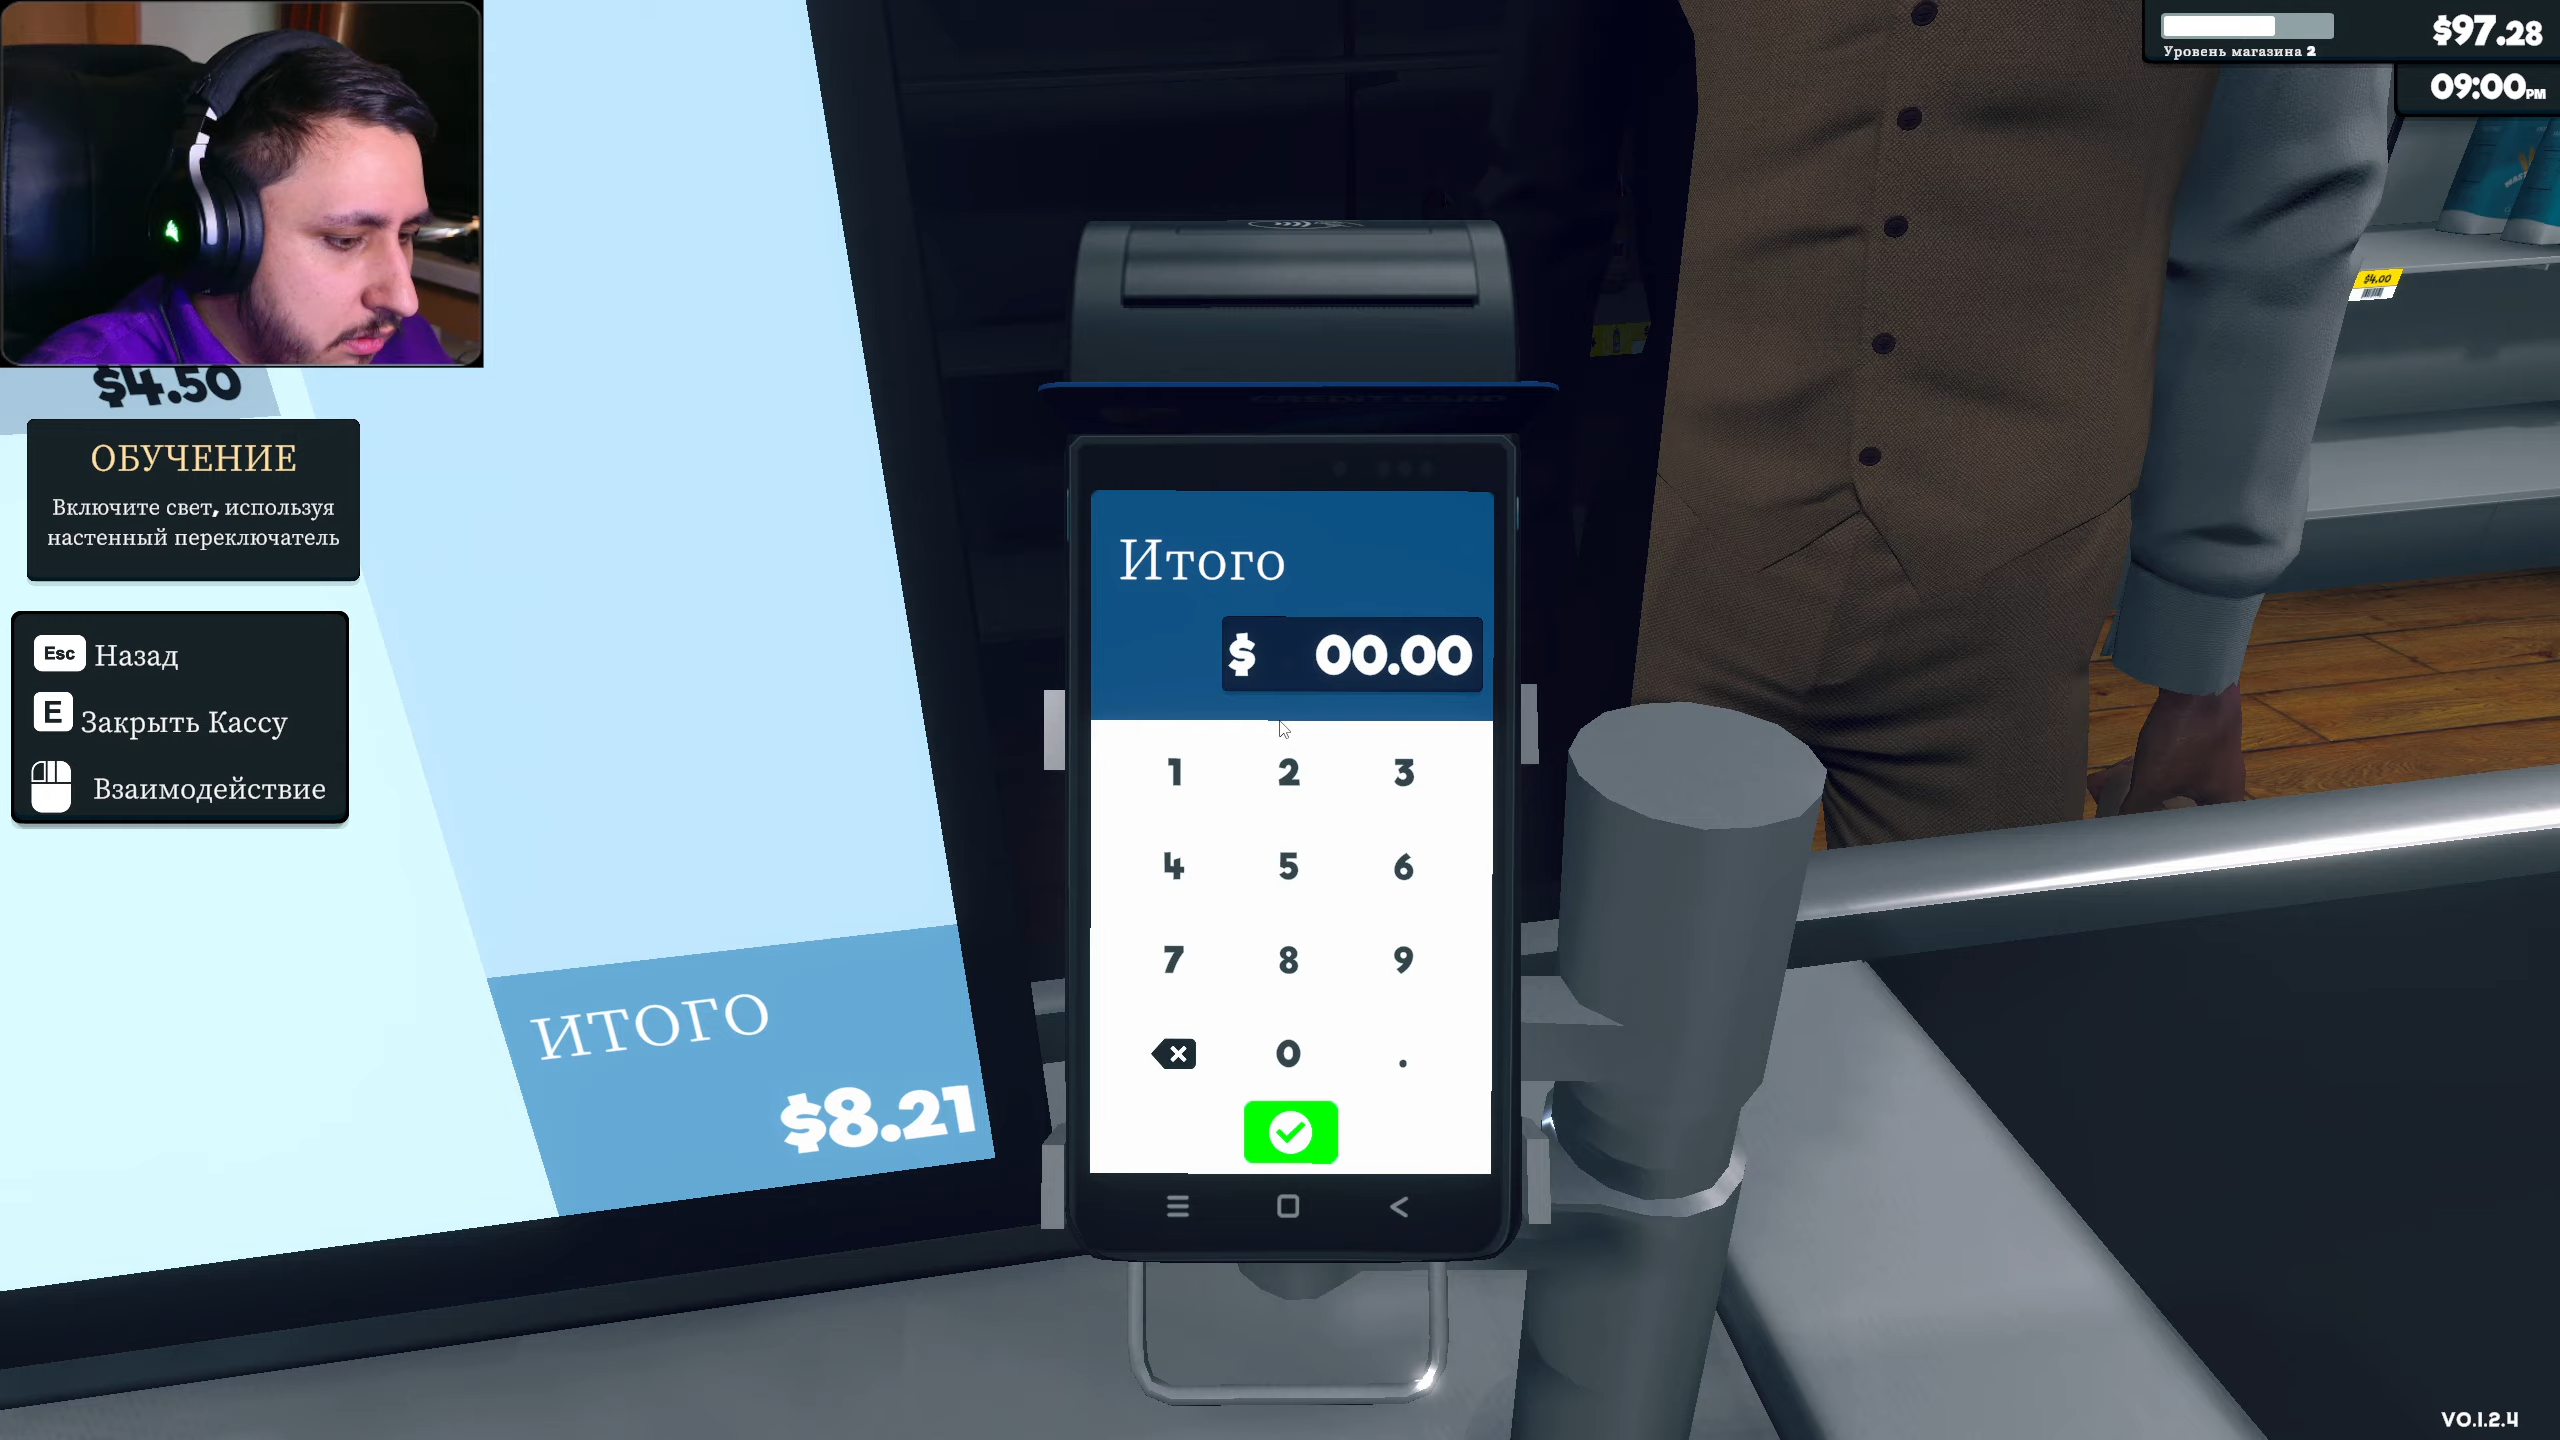 $97.28
Уровень магазина 2
09:00PM
$4.00
$4.50
ОБУЧЕНИЕ
Включите свет, используя
настенный переключатель
Esc Назад
E Закрыть Кассу
Взаимодействие
CREDIT CARD
Итого
$ 00.00
1 2 3
4 5 6
7 8 9
0 .
ИТОГО
$8.21
V0.1.2.4